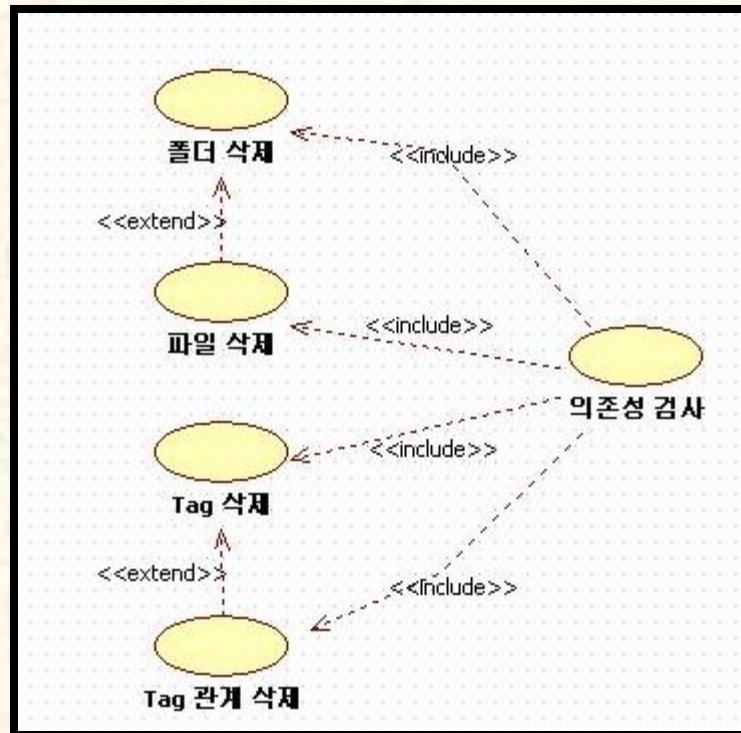 폴더 삭제
<<include>>
<<extend>>
파일 삭제
<<include>>
의존성 검사
Tag 삭제
<<include>>
<<extend>>
<<include>>
Tag 관계 삭제